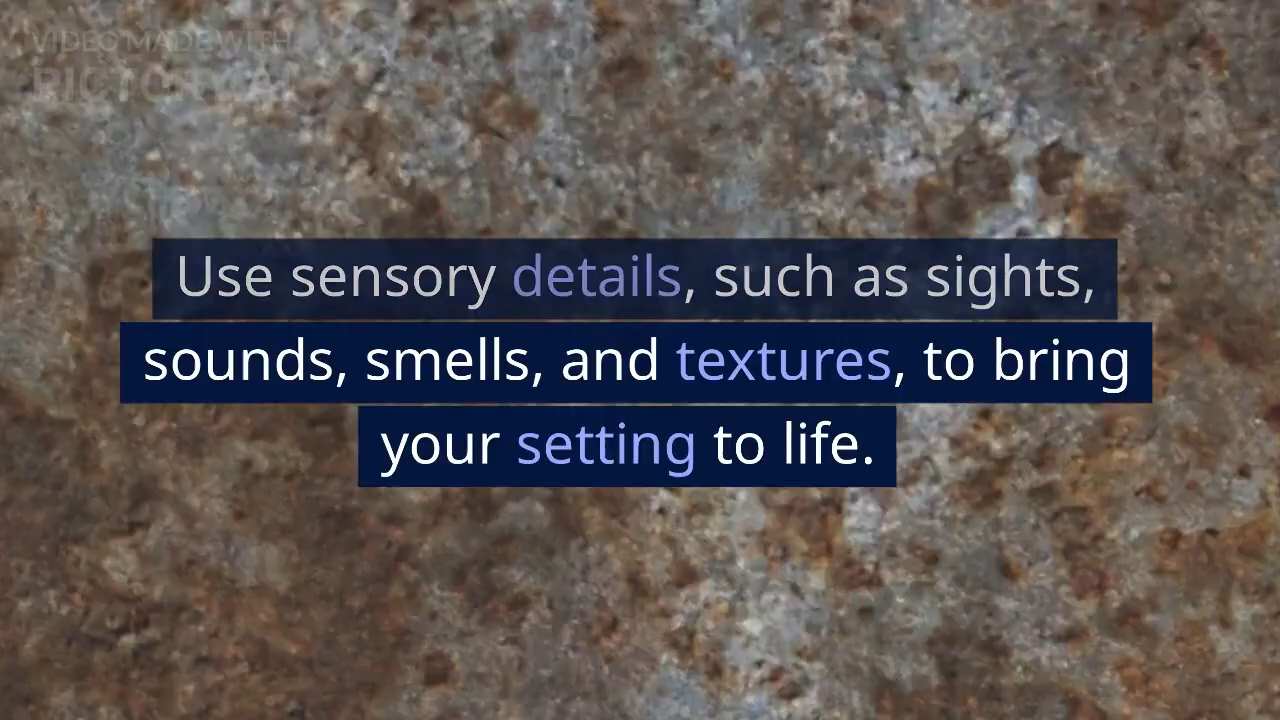 VIDEO MADE WITH
PICTORY.AI
Use sensory details, such as sights,
sounds, smells, and textures, to bring
your setting to life.